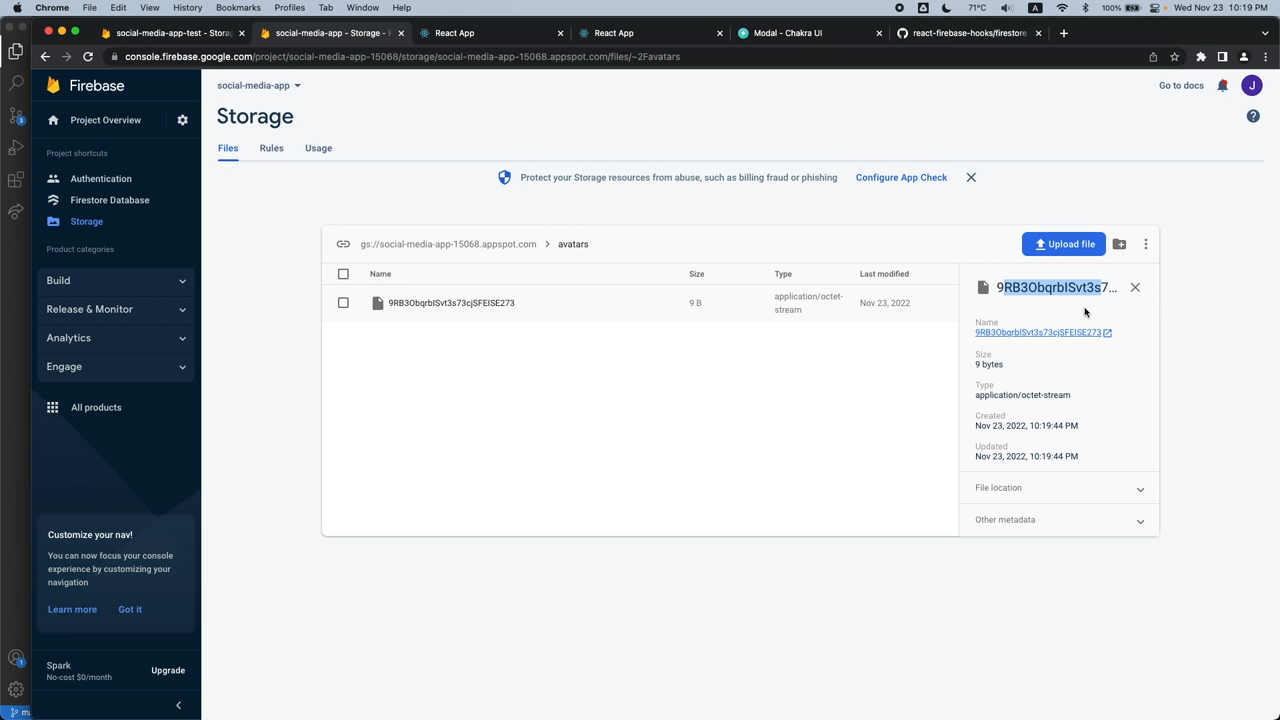 Chrome File Edit View History Bookmarks Profiles Tab Window Help 71°C A 100% Wed Nov 23 10:19 PM
social-media-app-test - Storag social-media-app - Storage - F React App React App Modal - Chakra UI react-firebase-hooks/firestore
console.firebase.google.com/project/social-media-app-15068/storage/social-media-app-15068.appspot.com/files/~2Favatars
Firebase
social-media-app
Go to docs
J
Project Overview
Storage
Files Rules Usage
Project shortcuts
Authentication
Firestore Database
Storage
Product categories
Build
Release & Monitor
Analytics
Engage
All products
Protect your Storage resources from abuse, such as billing fraud or phishing Configure App Check
gs://social-media-app-15068.appspot.com > avatars
Upload file
Name Size Type Last modified
9RB3ObqrbISvt3s73cjSFEISE273 9 B application/octet-
stream Nov 23, 2022
9RB3ObqrbISvt3s7...
Name
9RB3ObqrbISvt3s73cjSFEISE273
Size
9 bytes
Type
application/octet-stream
Created
Nov 23, 2022, 10:19:44 PM
Updated
Nov 23, 2022, 10:19:44 PM
File location
Other metadata
Customize your nav!
You can now focus your console
experience by customizing your
navigation
Learn more Got it
Spark
No-cost $0/month
Upgrade
3
1
ma